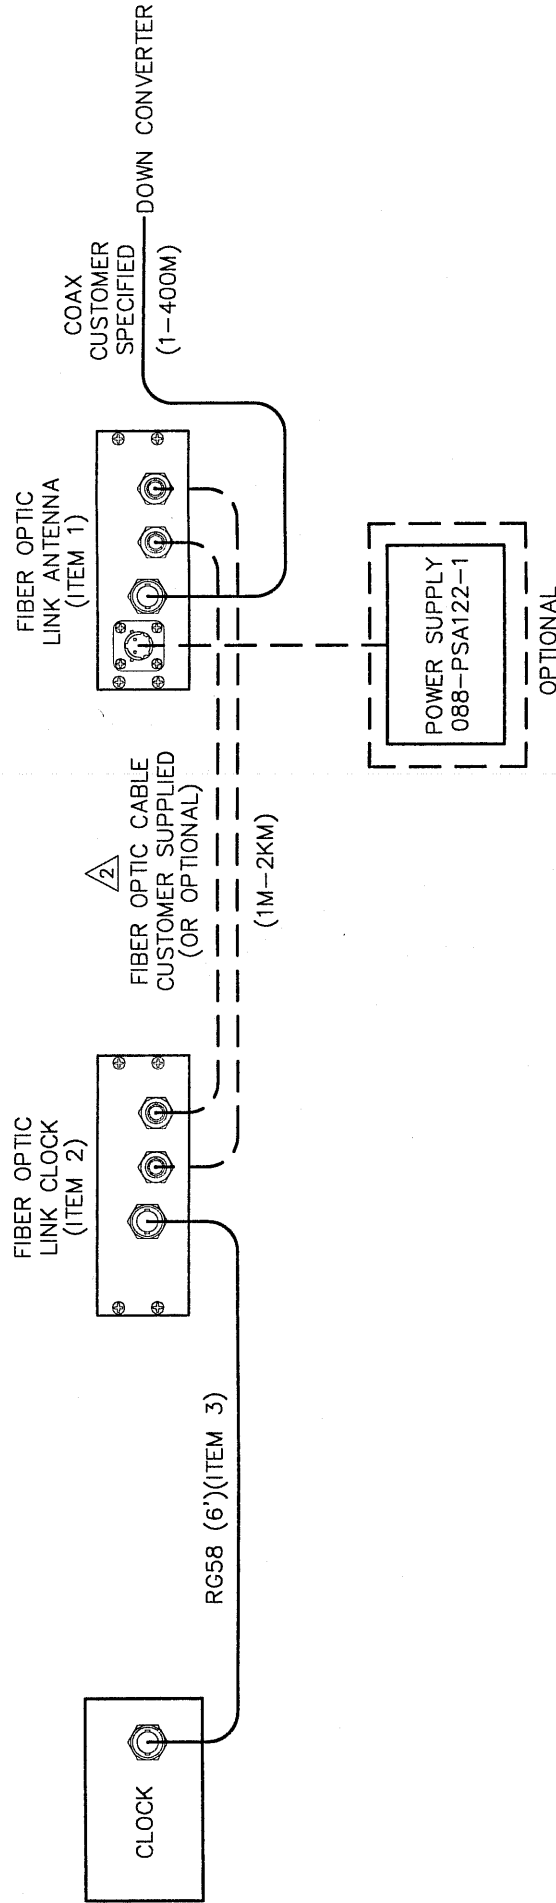 CLOCK
RG58 (6')(ITEM 3)
FIBER OPTIC
LINK CLOCK
(ITEM 2)
2
FIBER OPTIC CABLE
CUSTOMER SUPPLIED
(OR OPTIONAL)
(1M-2KM)
FIBER OPTIC
LINK ANTENNA
(ITEM 1)
COAX
CUSTOMER
SPECIFIED
(1-400M)
DOWN CONVERTER
POWER SUPPLY
088-PSA122-1
OPTIONAL